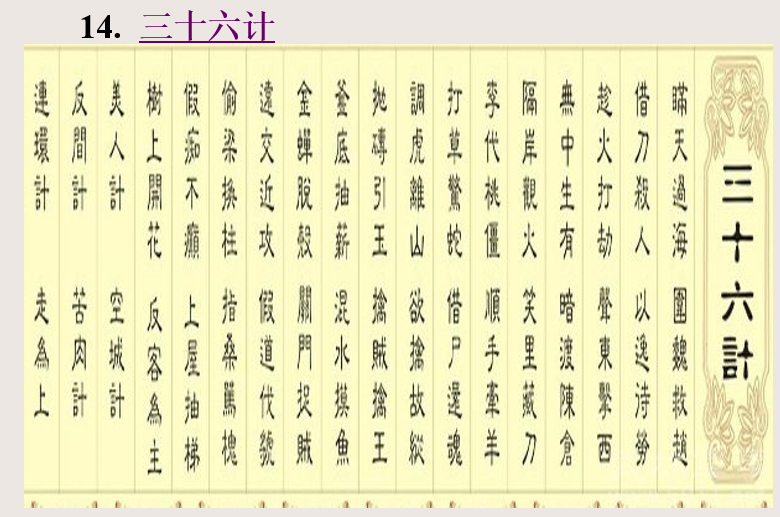 14. 三十六计
三十六計
瞞天過海 圍魏救趙
借刀殺人 以逸诗勞
趁火打劫 聲東擊西
無中生有 暗渡陳倉
隔岸觀火 笑里藏刀
李代桃僵 順手牽羊
打草驚蛇 借尸還魂
調虎離山 欲擒故縱
拋磚引玉 擒賊擒王
釜底抽薪 混水摸魚
金蟬脫殼 關門捉賊
遠交近攻 假道伐虢
偷梁換柱 指桑罵槐
假痴不癲 上屋抽梯
樹上開花 反客為主
美人計 空城計
反間計 苦肉計
連環計 走為上